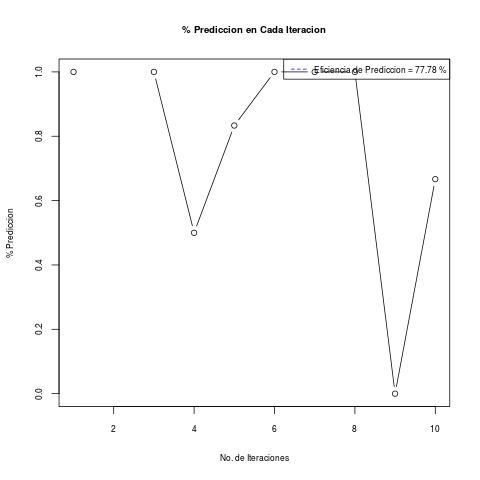 % Prediccion en Cada Iteracion
Eficiencia de Prediccion = 77.78 %
% Prediccion
1.0
0.8
0.6
0.4
0.2
0.0
2 4 6 8 10
No. de Iteraciones